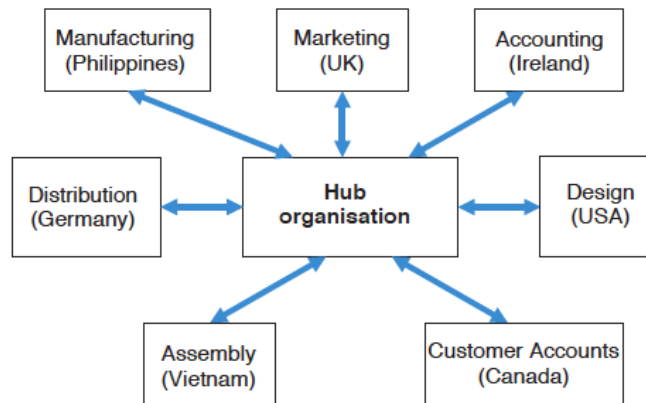 Manufacturing
(Philippines)
Marketing
(UK)
Accounting
(Ireland)
Distribution
(Germany)
Hub
organisation
Design
(USA)
Assembly
(Vietnam)
Customer Accounts
(Canada)